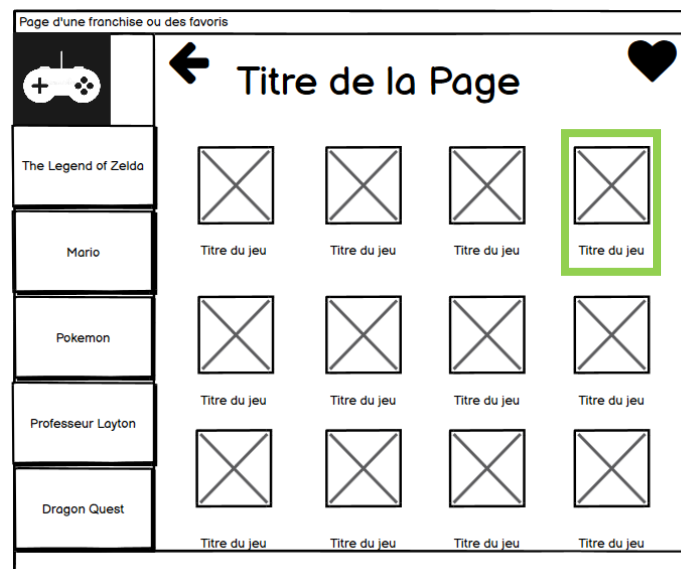 Page d'une franchise ou des favoris
Titre de la Page
The Legend of Zelda
Mario
Pokemon
Professeur Layton
Dragon Quest
Titre du jeu
Titre du jeu
Titre du jeu
Titre du jeu
Titre du jeu
Titre du jeu
Titre du jeu
Titre du jeu
Titre du jeu
Titre du jeu
Titre du jeu
Titre du jeu